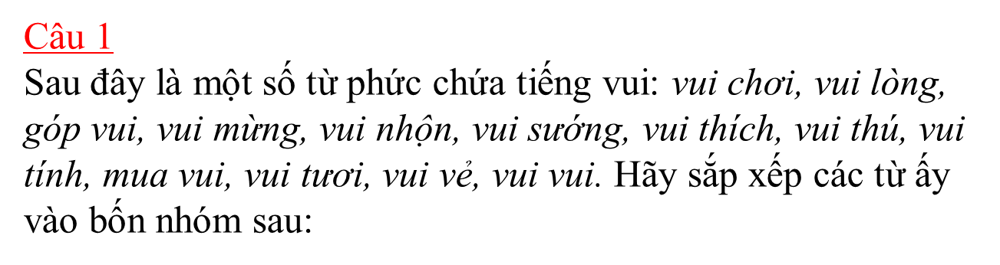 Câu 1
Sau đây là một số từ phức chứa tiếng vui: vui chơi, vui lòng,
góp vui, vui mừng, vui nhộn, vui sướng, vui thích, vui thú, vui
tính, mua vui, vui tươi, vui vẻ, vui vui. Hãy sắp xếp các từ ấy
vào bốn nhóm sau: